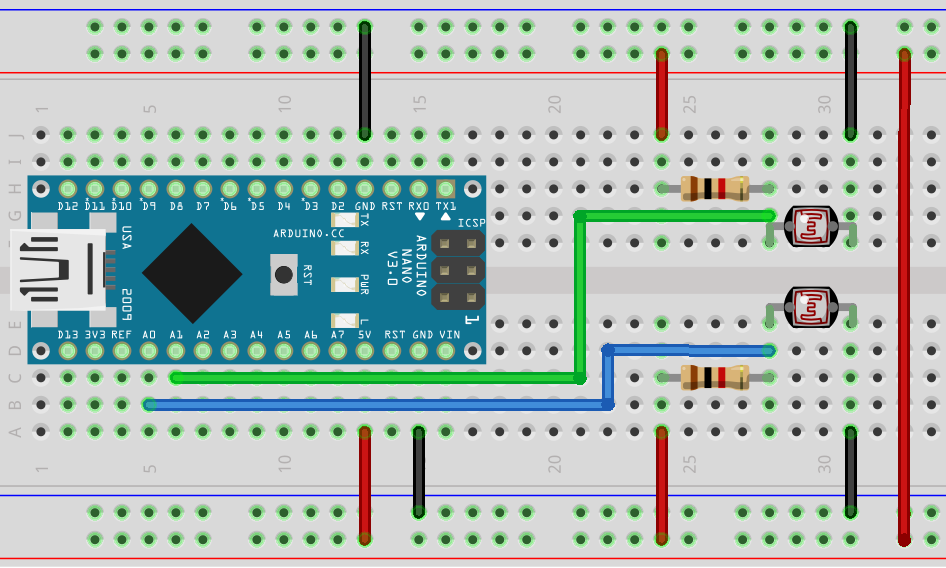 1 5 10 15 20 25 30
J
I
H
G
D12 D11 D10 D9 D8 D7 D6 D5 D4 D3 D2 GND RST RX0 TX1
TX
RX
PWR
L
ICSP
1
ARDUINO.CC
RST
ARDUINO
NANO
V3.0
USA
2009
D13 3V3 REF A0 A1 A2 A3 A4 A5 A6 A7 5V RST GND VIN
E
D
C
B
A
1 5 10 15 20 25 30